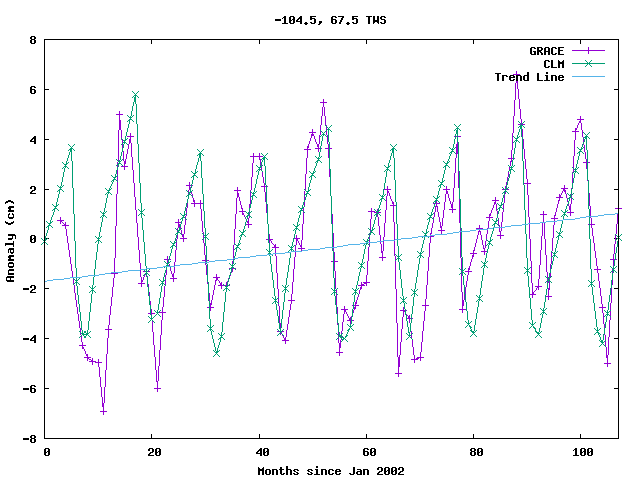 -104.5, 67.5 TWS
GRACE
CLM
Trend Line
8
6
4
2
0
-2
-4
-6
-8
Anomaly (cm)
0 20 40 60 80 100
Months since Jan 2002